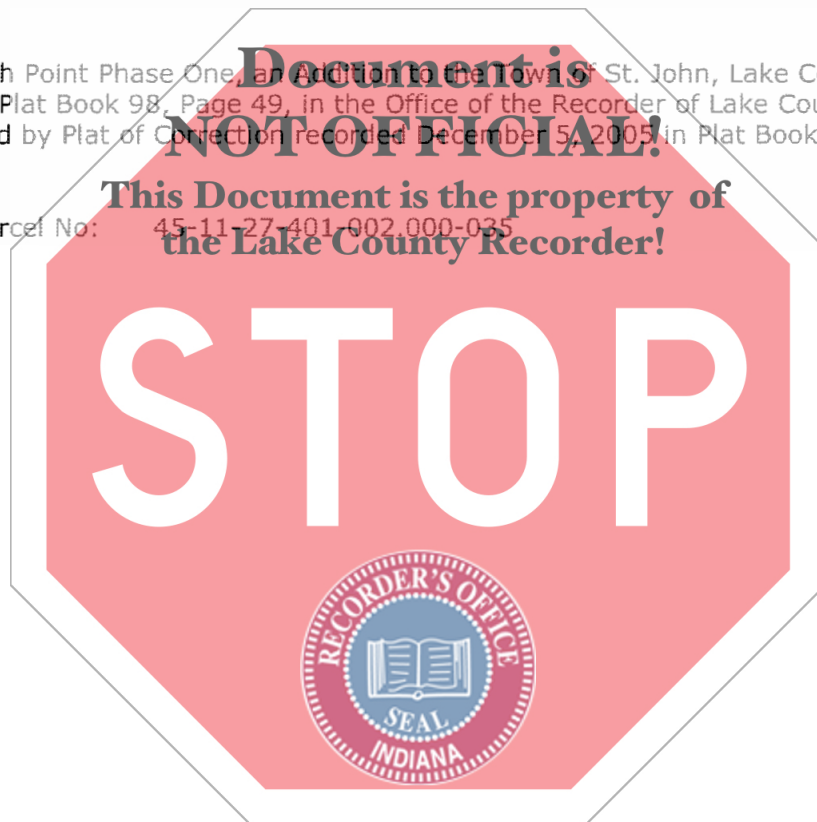 h Point Phase One, an Addition to the Town of St. John, Lake C
Plat Book 98, Page 49, in the Office of the Recorder of Lake Cou
d by Plat of Correction recorded December 5, 2005 in Plat Book
rcel No: 45-11-27-401-002.000-035
Document is
NOT OFFICIAL!
This Document is the property of
the Lake County Recorder!
STOP
RECORDER'S OFFICE
SEAL
INDIANA